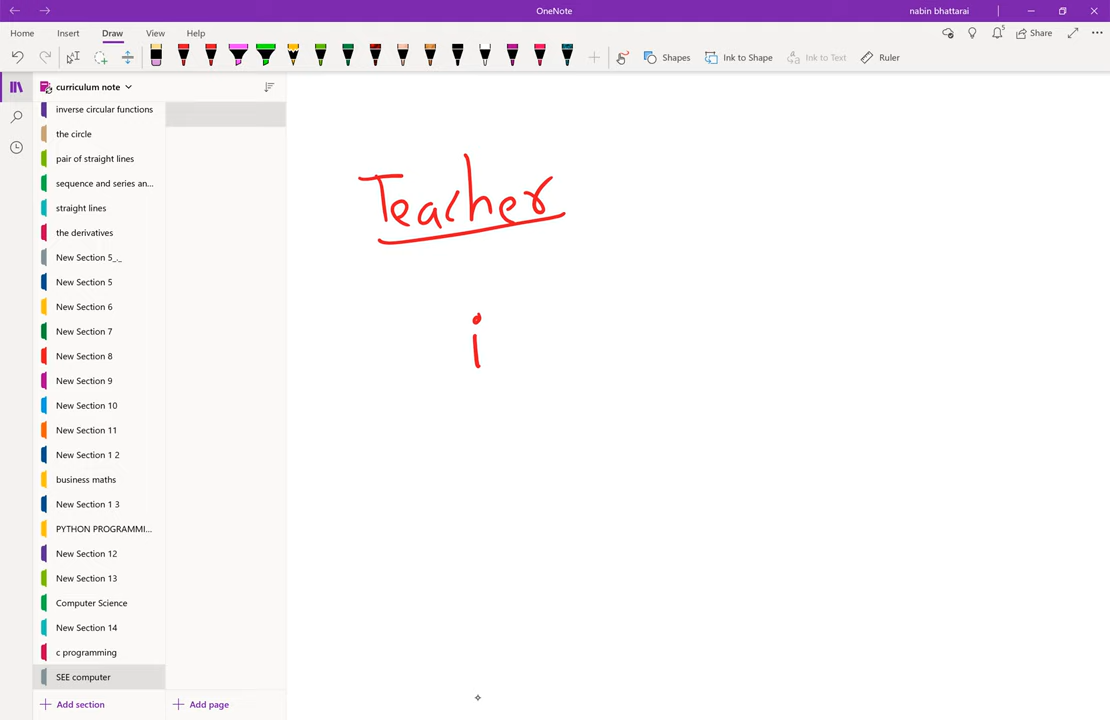 OneNote
nabin bhattarai
Home
Insert
Draw
View
Help
5
Share
Shapes
Ink to Shape
Ink to Text
Ruler
curriculum note
inverse circular functions
the circle
pair of straight lines
sequence and series an...
straight lines
the derivatives
New Section 5_._
New Section 5
New Section 6
New Section 7
New Section 8
New Section 9
New Section 10
New Section 11
New Section 1 2
business maths
New Section 1 3
PYTHON PROGRAMMI...
New Section 12
New Section 13
Computer Science
New Section 14
c programming
SEE computer
Add section
Add page
Teacher
i